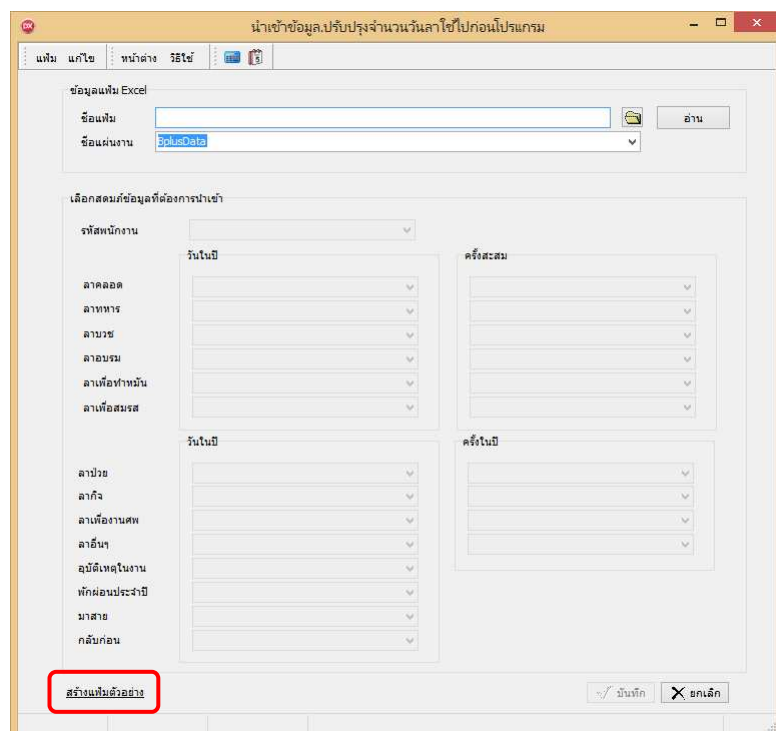 นำเข้าข้อมูล.ปรับปรุงจำนวนวันลาใช้ไปก่อนโปรแกรม
แฟ้ม แก้ไข หน้าต่าง วิธีใช้
ข้อมูลแฟ้ม Excel
ชื่อแฟ้ม อ่าน
ชื่อแผ่นงาน BplusData
เลือกสดมภ์ข้อมูลที่ต้องการนำเข้า
รหัสพนักงาน
วันในปี ครั้งสะสม
ลาคลอด
ลาทหาร
ลาบวช
ลาอบรม
ลาเพื่อทำหมัน
ลาเพื่อสมรส
วันในปี ครั้งในปี
ลาป่วย
ลากิจ
ลาเพื่องานศพ
ลาอื่นๆ
อุบัติเหตุในงาน
พักผ่อนประจำปี
มาสาย
กลับก่อน
สร้างแฟ้มตัวอย่าง บันทึก ยกเลิก